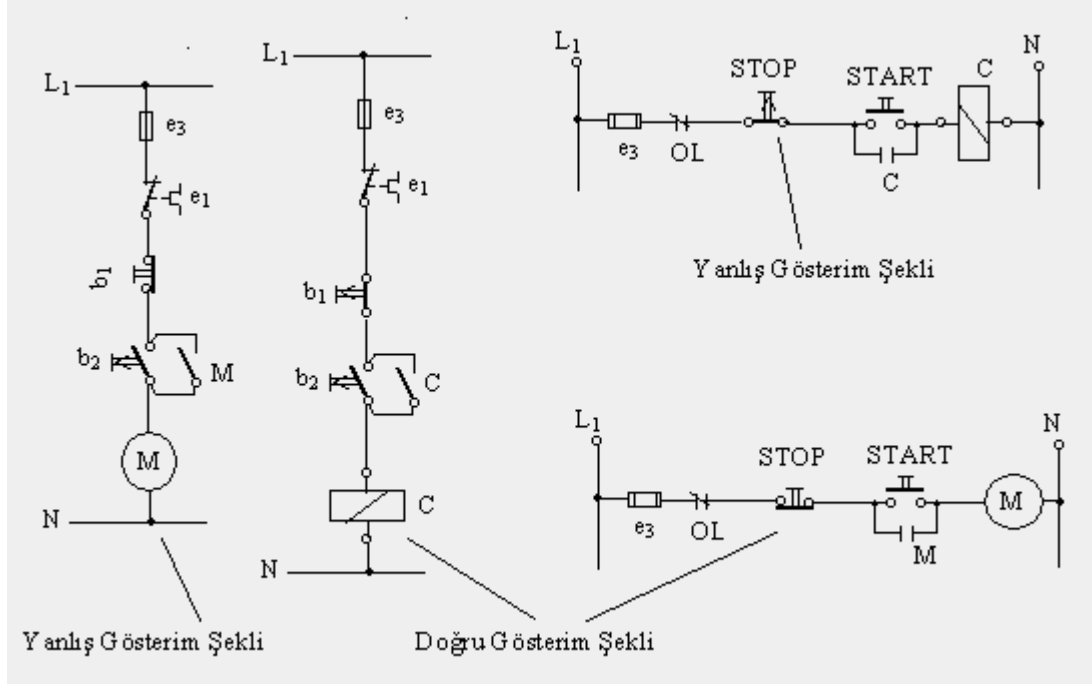 L1
e3
e1
b1
b2
M
M
N
Yanlış Gösterim Şekli
L1
e3
e1
b1
b2
C
C
N
Doğru Gösterim Şekli
L1
N
STOP
START
C
e3
OL
C
Yanlış Gösterim Şekli
L1
N
STOP
START
M
e3
OL
M